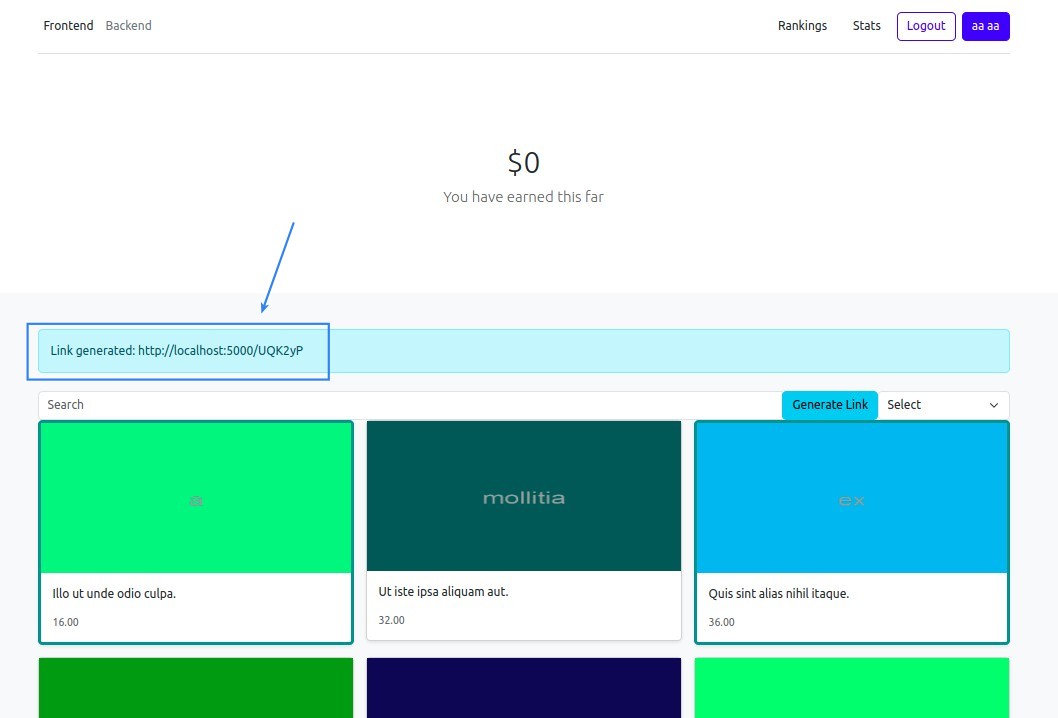 Frontend Backend Rankings Stats Logout aa aa
$0
You have earned this far
Link generated: http://localhost:5000/UQK2yP
Search Generate Link Select
a mollitia ex
Illo ut unde odio culpa. Ut iste ipsa aliquam aut. Quis sint alias nihil itaque.
16.00 32.00 36.00